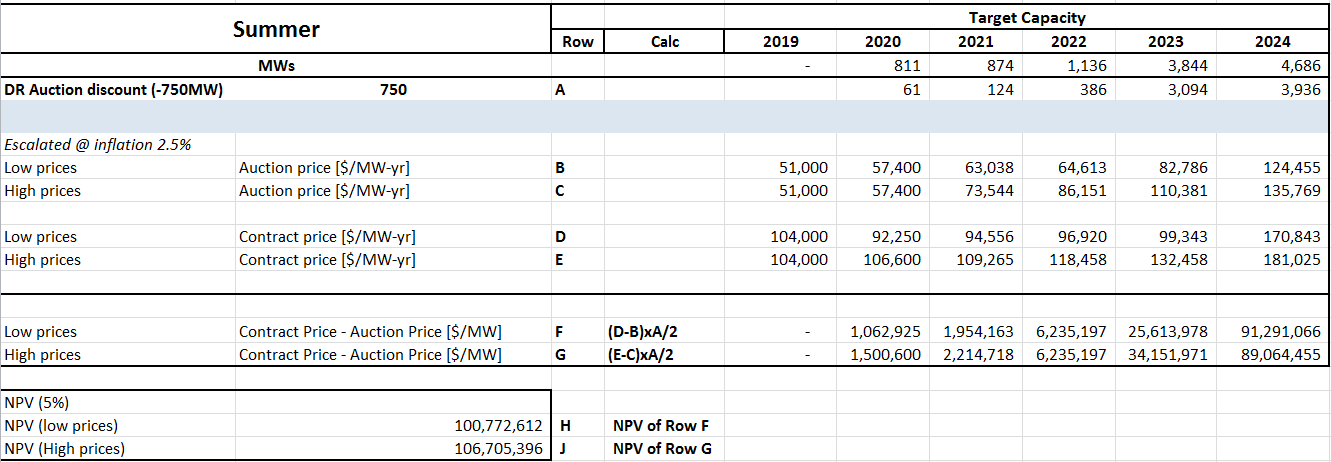 Summer Target Capacity
Row Calc 2019 2020 2021 2022 2023 2024
MWs - 811 874 1,136 3,844 4,686
DR Auction discount (-750MW) 750 A 61 124 386 3,094 3,936
Escalated @ inflation 2.5%
Low prices Auction price [$/MW-yr] B 51,000 57,400 63,038 64,613 82,786 124,455
High prices Auction price [$/MW-yr] C 51,000 57,400 73,544 86,151 110,381 135,769
Low prices Contract price [$/MW-yr] D 104,000 92,250 94,556 96,920 99,343 170,843
High prices Contract price [$/MW-yr] E 104,000 106,600 109,265 118,458 132,458 181,025
Low prices Contract Price - Auction Price [$/MW] F (D-B)xA/2 - 1,062,925 1,954,163 6,235,197 25,613,978 91,291,066
High prices Contract Price - Auction Price [$/MW] G (E-C)xA/2 - 1,500,600 2,214,718 6,235,197 34,151,971 89,064,455
NPV (5%)
NPV (low prices) 100,772,612 H NPV of Row F
NPV (High prices) 106,705,396 J NPV of Row G